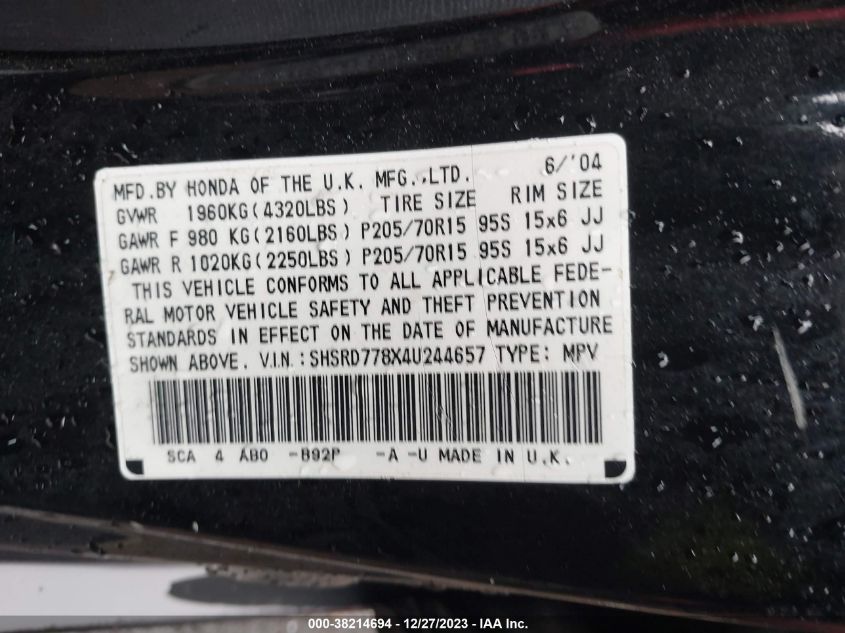 MFD.BY HONDA OF THE U.K. MFG.,LTD. 6/'04
GVWR 1960KG(4320LBS) TIRE SIZE RIM SIZE
GAWR F 980 KG(2160LBS) P205/70R15 95S 15x6 JJ
GAWR R 1020KG(2250LBS) P205/70R15 95S 15x6 JJ
THIS VEHICLE CONFORMS TO ALL APPLICABLE FEDE-
RAL MOTOR VEHICLE SAFETY AND THEFT PREVENTION
STANDARDS IN EFFECT ON THE DATE OF MANUFACTURE
SHOWN ABOVE. V.I.N.:SHSRD778X4U244657 TYPE: MPV
SCA 4 AB0 -B92P -A -U MADE IN U.K.
000-38214694 - 12/27/2023 - IAA Inc.